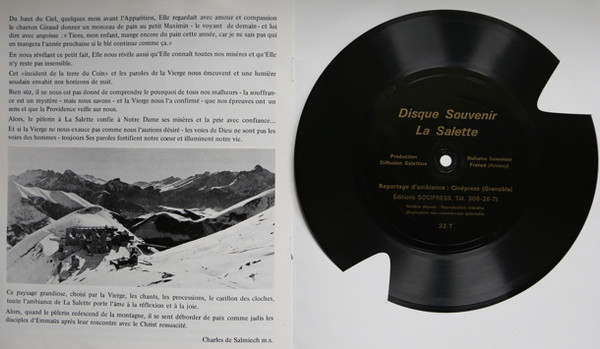 Du haut du Ciel, quelques mois avant l'Apparition, Elle regardait avec amour et compassion
le charron Giraud donner un morceau de pain au petit Maximin - le voyant de demain - et lui
dire avec angoisse : « Tiens, mon enfant, mange encore du pain cette année, car je ne sais pas qui
en mangera l'année prochaine si le blé continue comme ça. »
En nous révélant ce petit fait, Elle nous révèle aussi qu'Elle connaît toutes nos misères et qu'Elle
n'y reste pas insensible.
Cet «incident de la terre du Coin» et les paroles de la Vierge nous émeuvent et une lumière
soudain envahit nos horizons de nuit.
Bien sûr, il ne nous est pas donné de comprendre le pourquoi de tous nos malheurs - la souffran-
ce est un mystère - mais nous savons - et la Vierge nous l'a confirmé - que nos épreuves ont un
sens et que la Providence veille sur nous.
Alors, le pèlerin à La Salette confie à Notre Dame ses misères et la prie avec confiance...
Et si la Vierge ne nous exauce pas comme nous l'aurions désiré - les voies de Dieu ne sont pas les
voies des hommes - toujours Ses paroles fortifient notre coeur et illuminent notre vie.
Ce paysage grandiose, choisi par la Vierge, les chants, les processions, le carillon des cloches,
toute l'ambiance de La Salette porte l'âme à la réflexion et à la joie.
Alors, quand le pèlerin redescend de la montagne, il se sent déborder de paix comme jadis les
disciples d'Emmaüs après leur rencontre avec le Christ ressuscité.
Charles de Salmiech m.s.
Disque Souvenir
La Salette
Production
Diffusion Salettine
France (Annecy)
Reportage d'ambiance : Cinépress (Grenoble)
Editions SOCIPRESS, Tél. 306-26-71
33 T